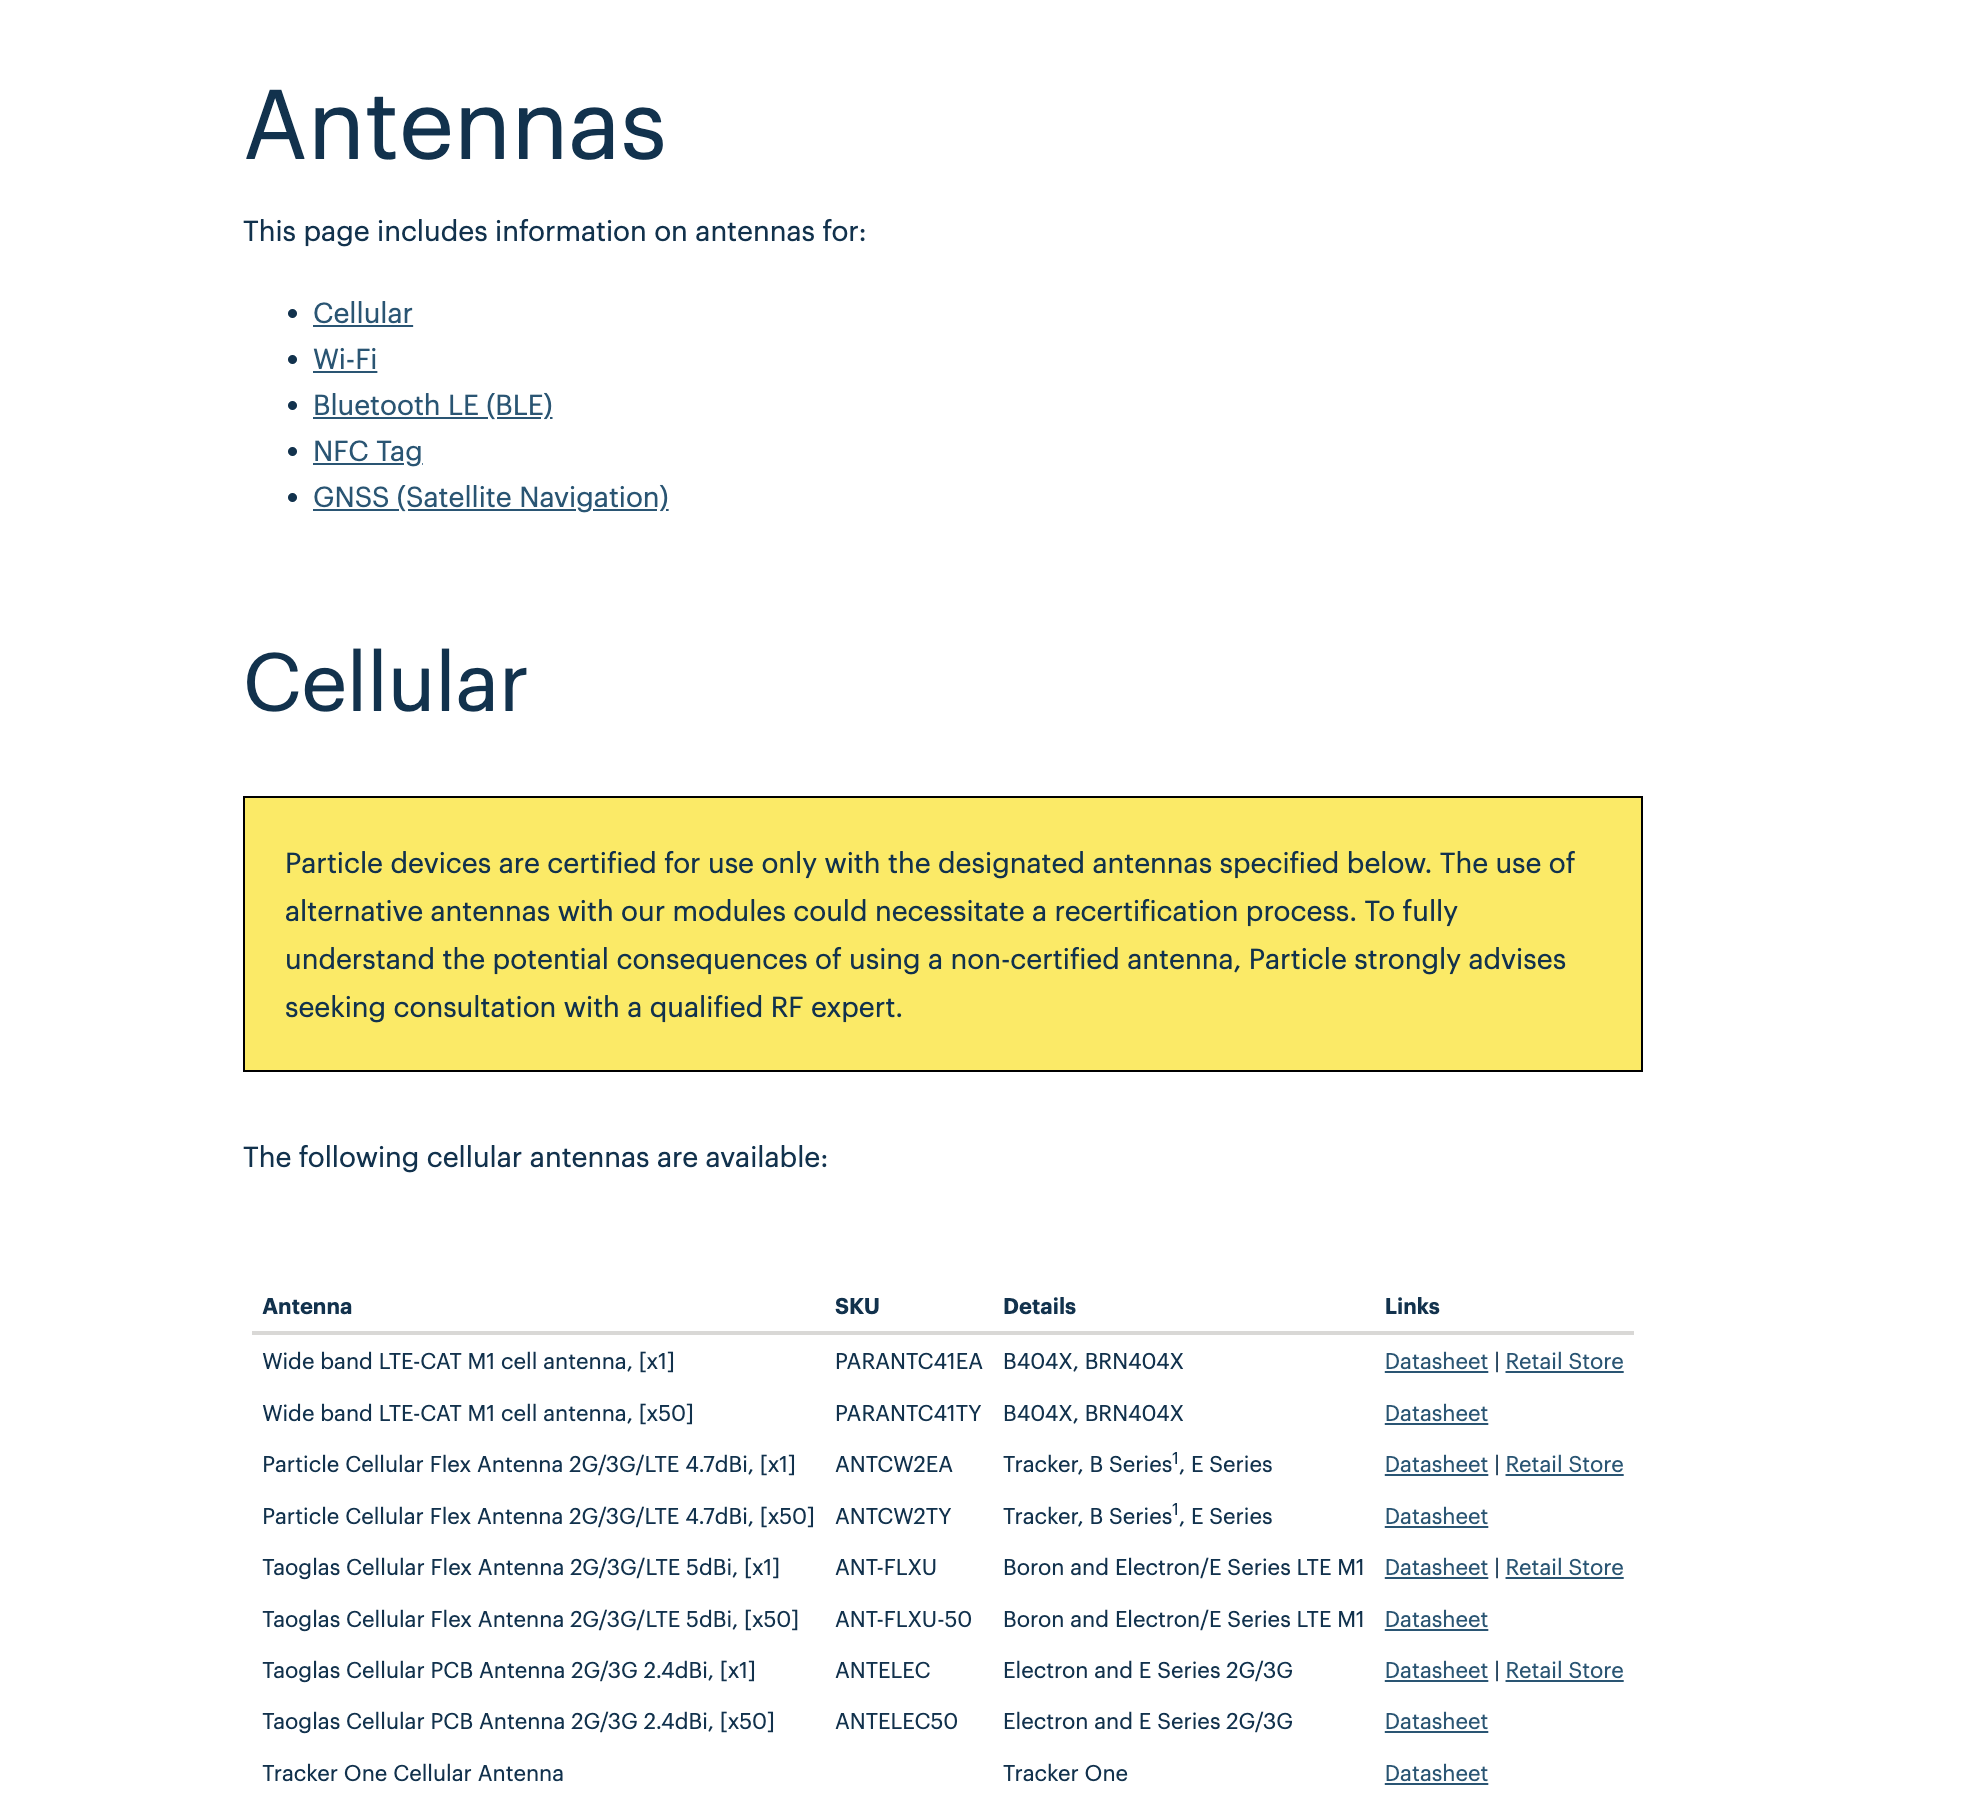 Antennas
This page includes information on antennas for:
• Cellular
• Wi-Fi
• Bluetooth LE (BLE)
• NFC Tag
• GNSS (Satellite Navigation)
Cellular
Particle devices are certified for use only with the designated antennas specified below. The use of
alternative antennas with our modules could necessitate a recertification process. To fully
understand the potential consequences of using a non-certified antenna, Particle strongly advises
seeking consultation with a qualified RF expert.
The following cellular antennas are available:
Antenna SKU Details Links
Wide band LTE-CAT M1 cell antenna, [x1] PARANTC41EA B404X, BRN404X Datasheet | Retail Store
Wide band LTE-CAT M1 cell antenna, [x50] PARANTC41TY B404X, BRN404X Datasheet
Particle Cellular Flex Antenna 2G/3G/LTE 4.7dBi, [x1] ANTCW2EA Tracker, B Series¹, E Series Datasheet | Retail Store
Particle Cellular Flex Antenna 2G/3G/LTE 4.7dBi, [x50] ANTCW2TY Tracker, B Series¹, E Series Datasheet
Taoglas Cellular Flex Antenna 2G/3G/LTE 5dBi, [x1] ANT-FLXU Boron and Electron/E Series LTE M1 Datasheet | Retail Store
Taoglas Cellular Flex Antenna 2G/3G/LTE 5dBi, [x50] ANT-FLXU-50 Boron and Electron/E Series LTE M1 Datasheet
Taoglas Cellular PCB Antenna 2G/3G 2.4dBi, [x1] ANTELEC Electron and E Series 2G/3G Datasheet | Retail Store
Taoglas Cellular PCB Antenna 2G/3G 2.4dBi, [x50] ANTELEC50 Electron and E Series 2G/3G Datasheet
Tracker One Cellular Antenna Tracker One Datasheet